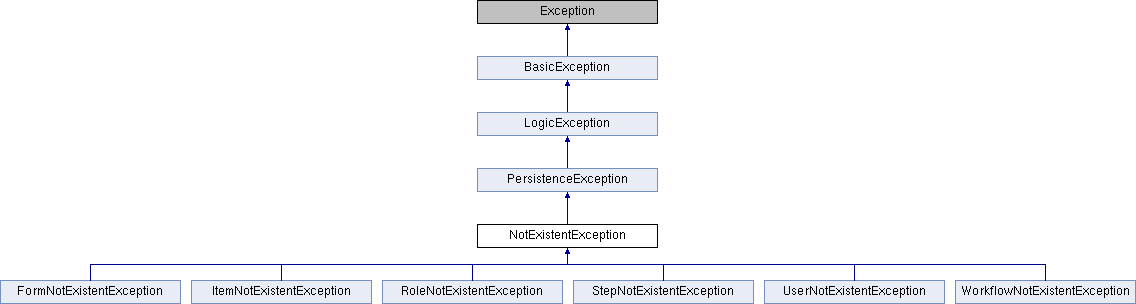 Exception
BasicException
LogicException
PersistenceException
NotExistentException
FormNotExistentException
ItemNotExistentException
RoleNotExistentException
StepNotExistentException
UserNotExistentException
WorkflowNotExistentException